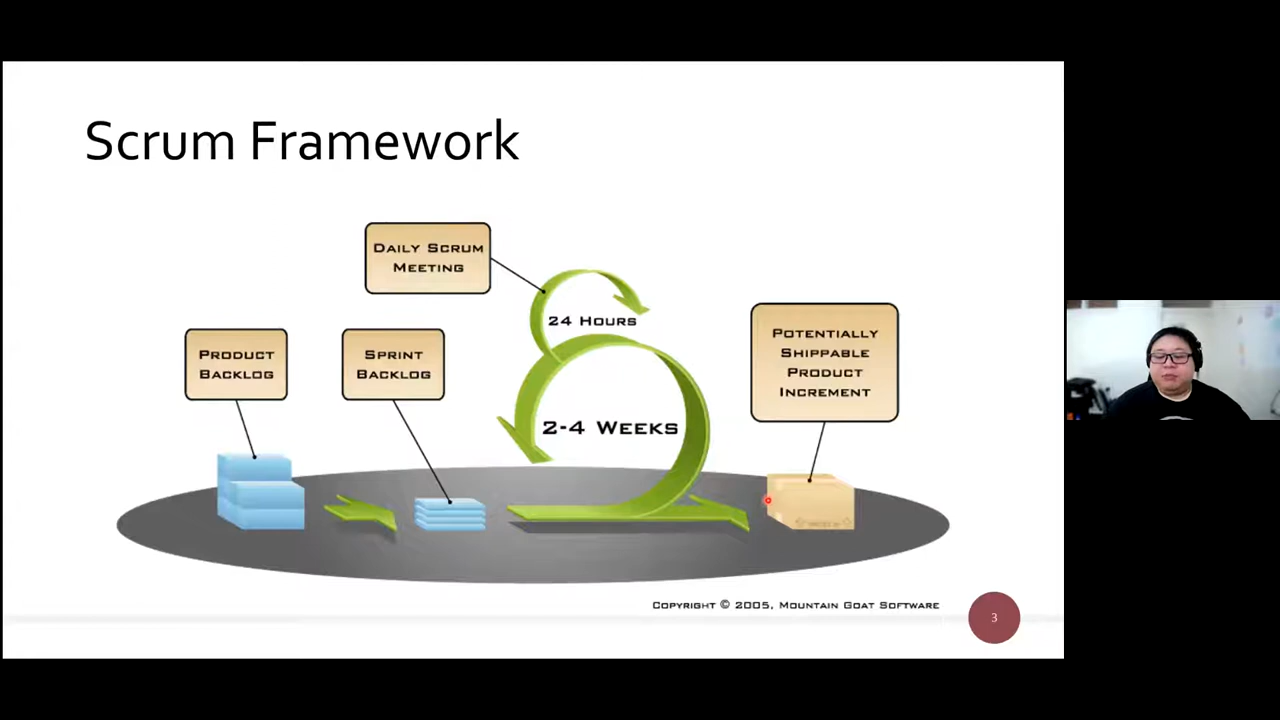 Scrum Framework
DAILY SCRUM
MEETING
24 HOURS
PRODUCT
BACKLOG
SPRINT
BACKLOG
POTENTIALLY
SHIPPABLE
PRODUCT
INCREMENT
2-4 WEEKS
COPYRIGHT © 2005, MOUNTAIN GOAT SOFTWARE
3